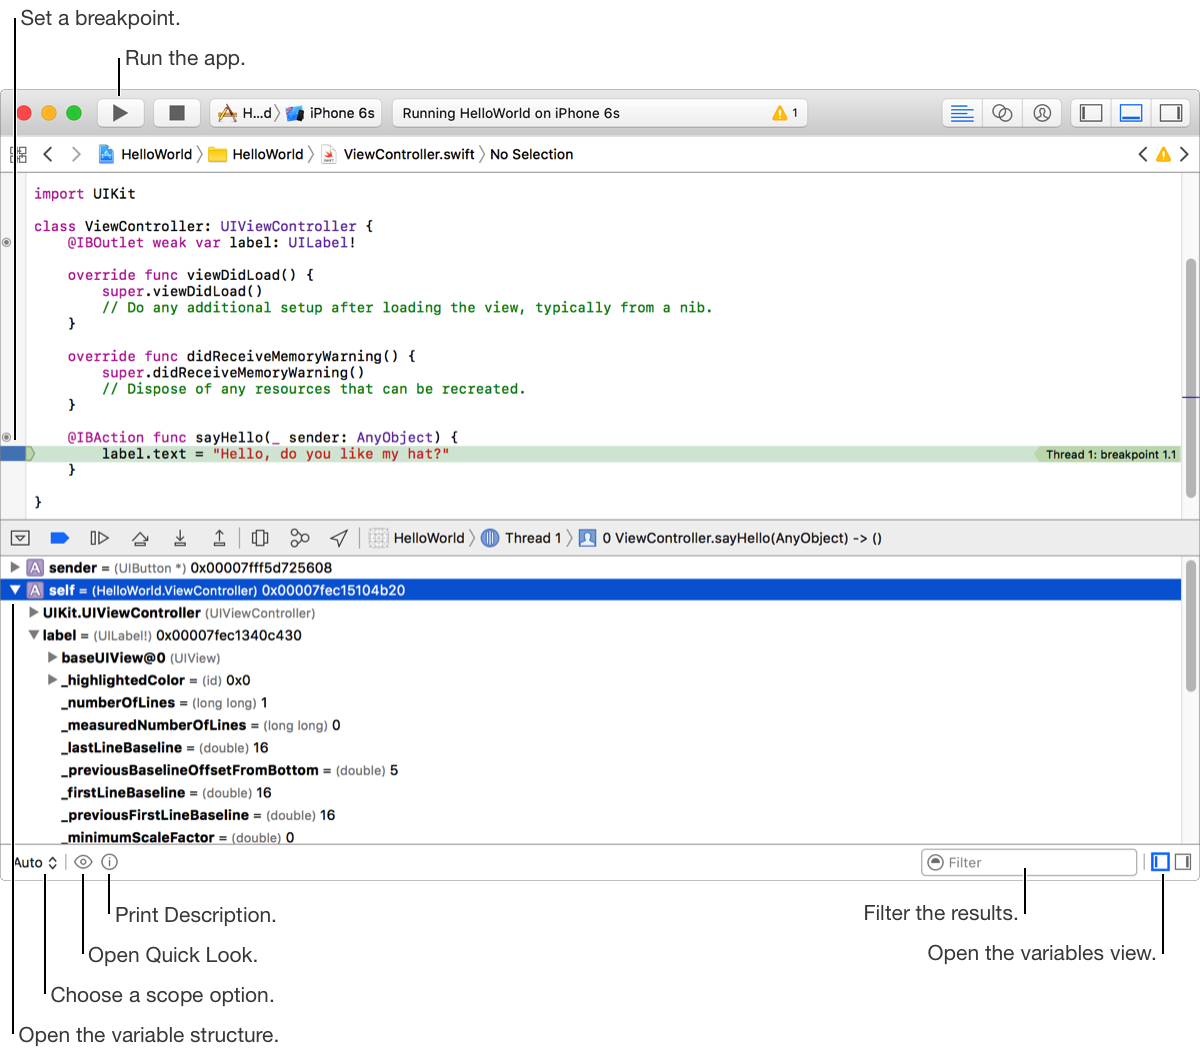 Set a breakpoint.
Run the app.
H...d iPhone 6s Running HelloWorld on iPhone 6s 1
HelloWorld HelloWorld ViewController.swift No Selection
import UIKit
class ViewController: UIViewController {
@IBOutlet weak var label: UILabel!
override func viewDidLoad() {
super.viewDidLoad()
// Do any additional setup after loading the view, typically from a nib.
}
override func didReceiveMemoryWarning() {
super.didReceiveMemoryWarning()
// Dispose of any resources that can be recreated.
}
@IBAction func sayHello(_ sender: AnyObject) {
label.text = "Hello, do you like my hat?" Thread 1: breakpoint 1.1
}
}
HelloWorld Thread 1 0 ViewController.sayHello(AnyObject) -> ()
A sender = (UIButton *) 0x00007fff5d725608
A self = (HelloWorld.ViewController) 0x00007fec15104b20
UIKit.UIViewController (UIViewController)
label = (UILabel!) 0x00007fec1340c430
baseUIView@0 (UIView)
_highlightedColor = (id) 0x0
_numberOfLines = (long long) 1
_measuredNumberOfLines = (long long) 0
_lastLineBaseline = (double) 16
_previousBaselineOffsetFromBottom = (double) 5
_firstLineBaseline = (double) 16
_previousFirstLineBaseline = (double) 16
_minimumScaleFactor = (double) 0
Auto Filter
Print Description. Filter the results.
Open Quick Look. Open the variables view.
Choose a scope option.
Open the variable structure.